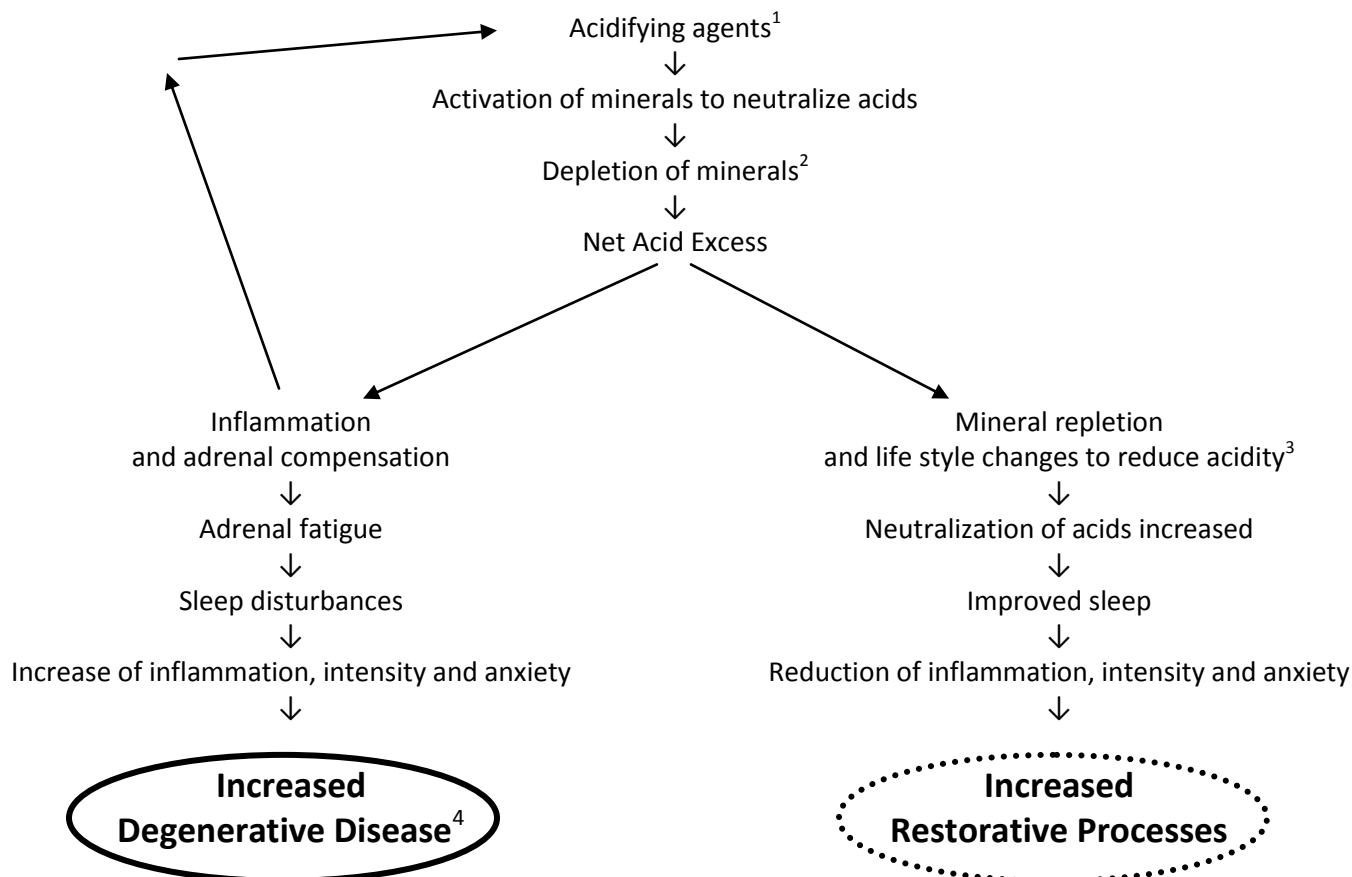 Acidifying agents1
↓
Activation of minerals to neutralize acids
↓
Depletion of minerals2
↓
Net Acid Excess
Inflammation
and adrenal compensation
↓
Adrenal fatigue
↓
Sleep disturbances
↓
Increase of inflammation, intensity and anxiety
↓
Increased
Degenerative Disease4
Mineral repletion
and life style changes to reduce acidity3
↓
Neutralization of acids increased
↓
Improved sleep
↓
Reduction of inflammation, intensity and anxiety
↓
Increased
Restorative Processes